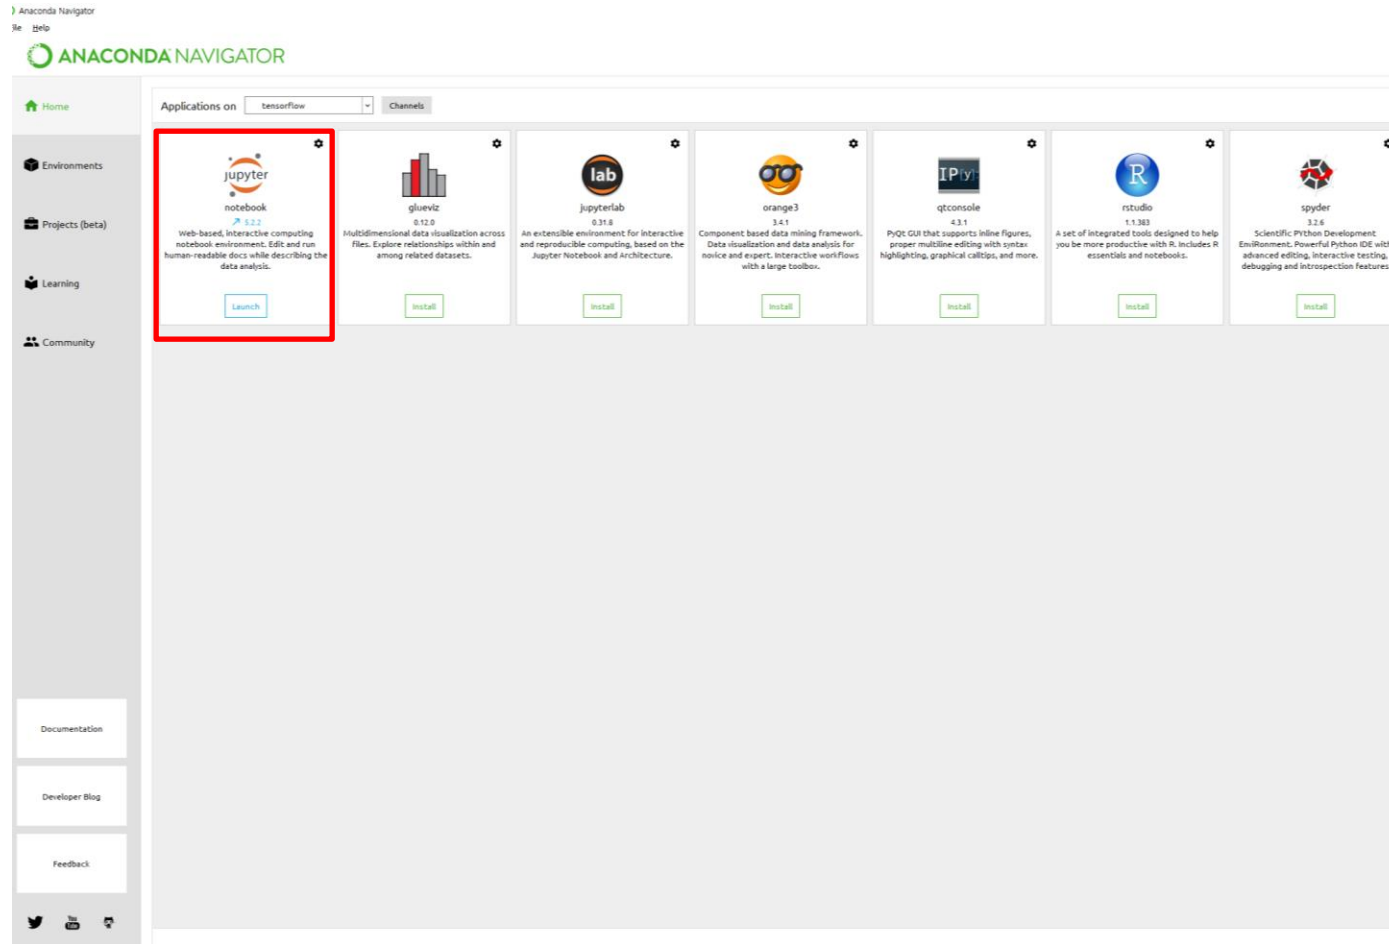 Anaconda Navigator
Help
ANACONDA NAVIGATOR
Home
Environments
Projects (beta)
Learning
Community
Documentation
Developer Blog
Feedback
You Tube
Applications on tensorflow Channels
jupyter
notebook
5.2.2
Web-based, interactive computing
notebook environment. Edit and run
human-readable docs while describing the
data analysis.
Launch
glueviz
0.12.0
Multidimensional data visualization across
files. Explore relationships within and
among related datasets.
Install
lab
jupyterlab
0.31.8
An extensible environment for interactive
and reproducible computing, based on the
Jupyter Notebook and Architecture.
Install
orange3
3.4.1
Component based data mining framework.
Data visualization and data analysis for
novice and expert. Interactive workflows
with a large toolbox.
Install
IP[y]:
qtconsole
4.3.1
PyQt GUI that supports inline figures,
proper multiline editing with syntax
highlighting, graphical calltips, and more.
Install
R
rstudio
1.1.383
A set of integrated tools designed to help
you be more productive with R. Includes R
essentials and notebooks.
Install
spyder
3.2.6
Scientific PYthon Development
EnviRonment. Powerful Python IDE with
advanced editing, interactive testing,
debugging and introspection features
Install